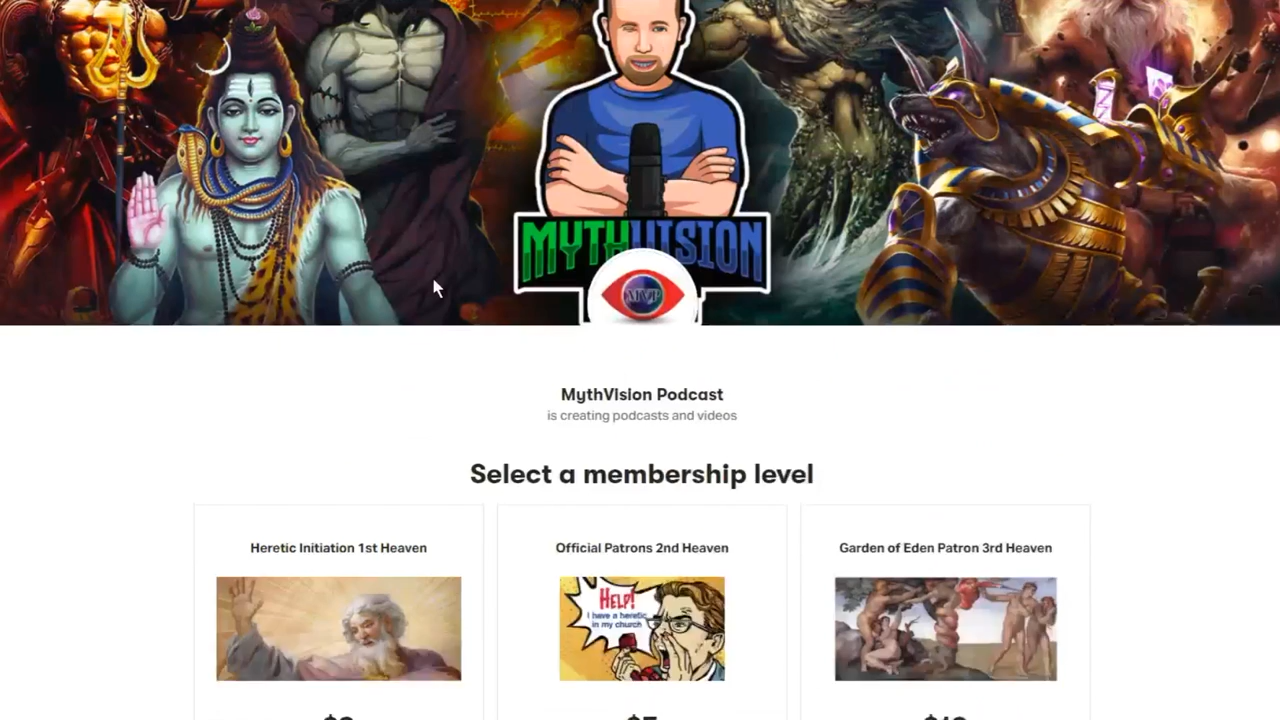 MYTHVISION
MVP
MythVision Podcast
is creating podcasts and videos
Select a membership level
Heretic Initiation 1st Heaven
Official Patrons 2nd Heaven
Garden of Eden Patron 3rd Heaven
HELP!
i have a heretic
in my church